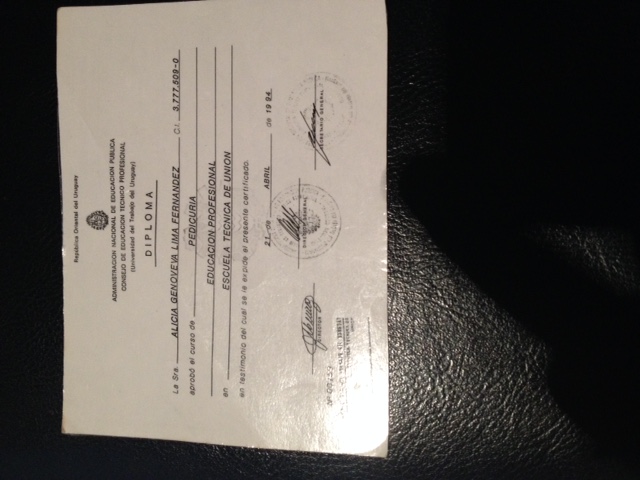 República Oriental del Uruguay
ADMINISTRACION NACIONAL DE EDUCACION PUBLICA
CONSEJO DE EDUCACION TECNICO PROFESIONAL
(Universidad del Trabajo del Uruguay)
DIPLOMA
La Sra. ALICIA GENOVEVA LIMA FERNANDEZ C.I. 3.777.509-0
aprobó el curso de PEDICURIA
EDUCACION PROFESIONAL
en ESCUELA TECNICA DE UNION
en testimonio del cual se le expide el presente certificado.
21 de ABRIL de 1994
DIRECTOR
DIRECTOR GENERAL
SECRETARIO GENERAL